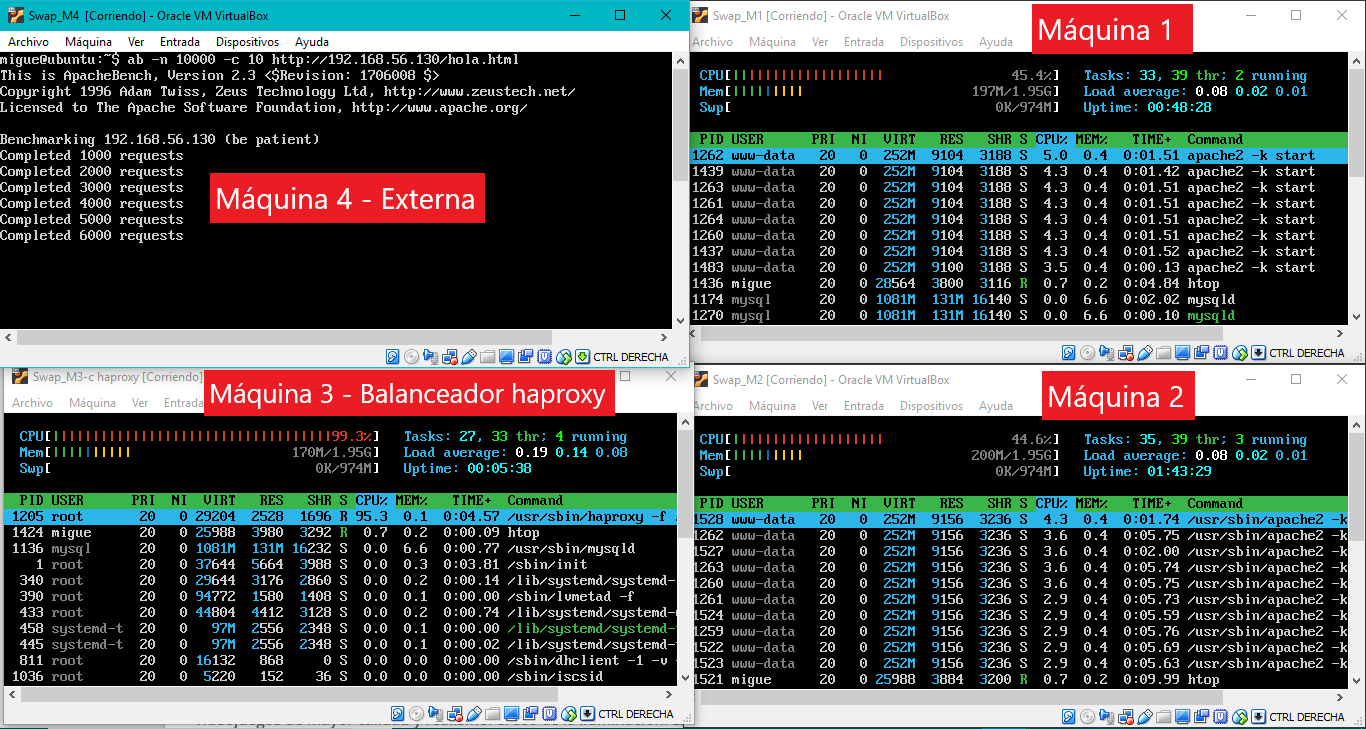 Swap_M4 [Corriendo] - Oracle VM VirtualBox
Archivo Máquina Ver Entrada Dispositivos Ayuda
migue@ubuntu:~$ ab -n 10000 -c 10 http://192.168.56.130/hola.html
This is ApacheBench, Version 2.3 <$Revision: 1706008 $>
Copyright 1996 Adam Twiss, Zeus Technology Ltd, http://www.zeustech.net/
Licensed to The Apache Software Foundation, http://www.apache.org/
Benchmarking 192.168.56.130 (be patient)
Completed 1000 requests
Completed 2000 requests
Completed 3000 requests
Completed 4000 requests
Completed 5000 requests
Completed 6000 requests
Máquina 4 - Externa
CTRL DERECHA
Swap_M1 [Corriendo] - Oracle VM VirtualBox
Máquina 1
Archivo Máquina Ver Entrada Dispositivos Ayuda
CPU[ 45.4%] Tasks: 33, 39 thr; 2 running
Mem[ 197M/1.95G] Load average: 0.08 0.02 0.01
Swp[ 0K/974M] Uptime: 00:48:28
PID USER PRI NI VIRT RES SHR S CPU% MEM% TIME+ Command
1262 www-data 20 0 252M 9104 3188 S 5.0 0.4 0:01.51 apache2 -k start
1439 www-data 20 0 252M 9104 3188 S 4.3 0.4 0:01.42 apache2 -k start
1263 www-data 20 0 252M 9104 3188 S 4.3 0.4 0:01.51 apache2 -k start
1261 www-data 20 0 252M 9104 3188 S 4.3 0.4 0:01.51 apache2 -k start
1264 www-data 20 0 252M 9104 3188 S 4.3 0.4 0:01.51 apache2 -k start
1260 www-data 20 0 252M 9104 3188 S 4.3 0.4 0:01.51 apache2 -k start
1437 www-data 20 0 252M 9104 3188 S 4.3 0.4 0:01.52 apache2 -k start
1483 www-data 20 0 252M 9100 3188 S 3.5 0.4 0:00.13 apache2 -k start
1436 migue 20 0 28564 3800 3116 R 0.7 0.2 0:04.84 htop
1174 mysql 20 0 1081M 131M 16140 S 0.0 6.6 0:02.02 mysqld
1270 mysql 20 0 1081M 131M 16140 S 0.0 6.6 0:00.10 mysqld
CTRL DERECHA
Swap_M3-c haproxy [Corriendo]
Máquina 3 - Balanceador haproxy
Archivo Máquina Ver Entrada
CPU[ 99.3%] Tasks: 27, 33 thr; 4 running
Mem[ 170M/1.95G] Load average: 0.19 0.14 0.08
Swp[ 0K/974M] Uptime: 00:05:38
PID USER PRI NI VIRT RES SHR S CPU% MEM% TIME+ Command
1205 root 20 0 29204 2528 1696 R 95.3 0.1 0:04.57 /usr/sbin/haproxy -f
1424 migue 20 0 25988 3980 3292 R 0.7 0.2 0:00.09 htop
1136 mysql 20 0 1081M 131M 16232 S 0.0 6.6 0:00.77 /usr/sbin/mysqld
1 root 20 0 37644 5664 3988 S 0.0 0.3 0:03.81 /sbin/init
340 root 20 0 29644 3176 2860 S 0.0 0.2 0:00.14 /lib/systemd/systemd-
390 root 20 0 94772 1580 1408 S 0.0 0.1 0:00.00 /sbin/lvmetad -f
433 root 20 0 44804 4412 3128 S 0.0 0.2 0:00.74 /lib/systemd/systemd-
458 systemd-t 20 0 97M 2556 2348 S 0.0 0.1 0:00.00 /lib/systemd/systemd-
445 systemd-t 20 0 97M 2556 2348 S 0.0 0.1 0:00.02 /lib/systemd/systemd-
811 root 20 0 16132 868 0 S 0.0 0.0 0:00.00 /sbin/dhclient -1 -v
1036 root 20 0 5220 152 36 S 0.0 0.0 0:00.00 /sbin/iscsid
CTRL DERECHA
Swap_M2 [Corriendo] - Oracle VM VirtualBox
Máquina 2
Archivo Máquina Ver Entrada Dispositivos Ayuda
CPU[ 44.6%] Tasks: 35, 39 thr; 3 running
Mem[ 200M/1.95G] Load average: 0.08 0.02 0.01
Swp[ 0K/974M] Uptime: 01:43:29
PID USER PRI NI VIRT RES SHR S CPU% MEM% TIME+ Command
1528 www-data 20 0 252M 9156 3236 S 4.3 0.4 0:01.74 /usr/sbin/apache2 -k
1262 www-data 20 0 252M 9156 3236 S 3.6 0.4 0:05.75 /usr/sbin/apache2 -k
1527 www-data 20 0 252M 9156 3236 S 3.6 0.4 0:02.00 /usr/sbin/apache2 -k
1261 www-data 20 0 252M 9156 3236 S 3.6 0.4 0:05.74 /usr/sbin/apache2 -k
1263 www-data 20 0 252M 9156 3236 S 3.6 0.4 0:05.74 /usr/sbin/apache2 -k
1260 www-data 20 0 252M 9156 3236 S 3.6 0.4 0:05.75 /usr/sbin/apache2 -k
1261 www-data 20 0 252M 9156 3236 S 2.9 0.4 0:05.73 /usr/sbin/apache2 -k
1524 www-data 20 0 252M 9156 3236 S 2.9 0.4 0:05.59 /usr/sbin/apache2 -k
1259 www-data 20 0 252M 9156 3236 S 2.9 0.4 0:05.76 /usr/sbin/apache2 -k
1522 www-data 20 0 252M 9156 3236 S 2.9 0.4 0:05.69 /usr/sbin/apache2 -k
1523 www-data 20 0 252M 9156 3236 S 2.9 0.4 0:05.63 /usr/sbin/apache2 -k
1521 migue 20 0 25988 3884 3200 R 0.7 0.2 0:09.99 htop
CTRL DERECHA